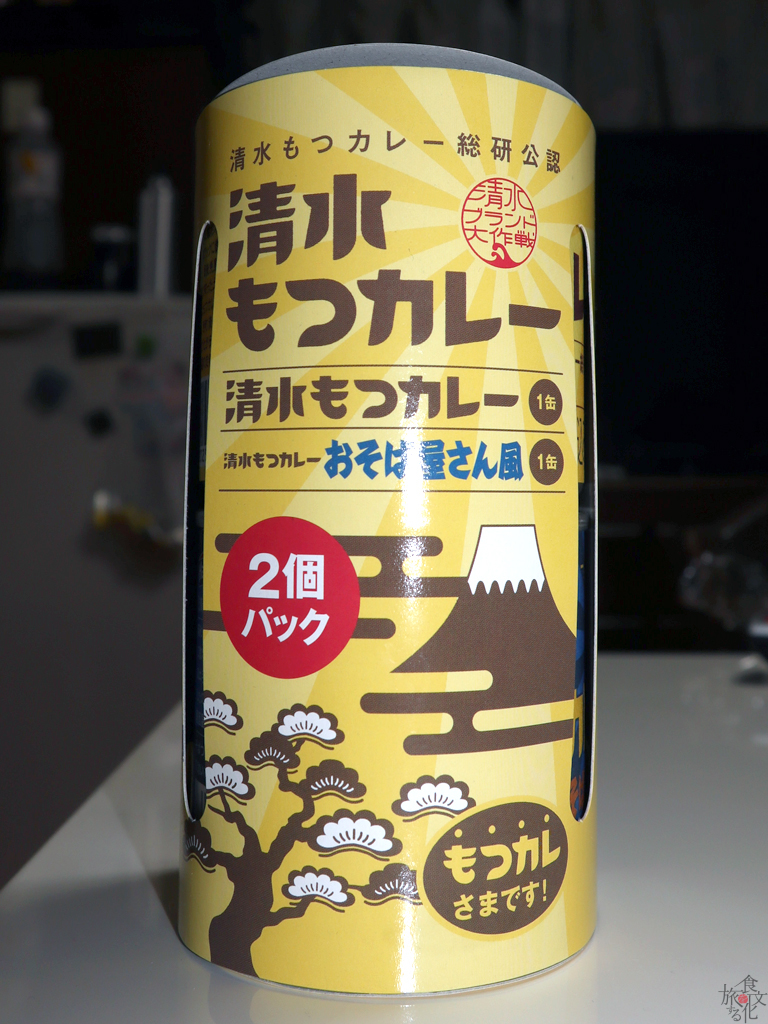 清水もつカレー総研公認
清水
もつカレー
清水
ブランド
大作戦
清水もつカレー 1缶
清水もつカレー おそば屋さん風 1缶
2個
パック
もつカレ
さまです!
旅する食文化